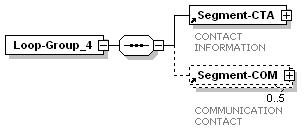 Segment-CTA
CONTACT
INFORMATION
Loop-Group_4
Segment-COM
0..5
COMMUNICATION
CONTACT